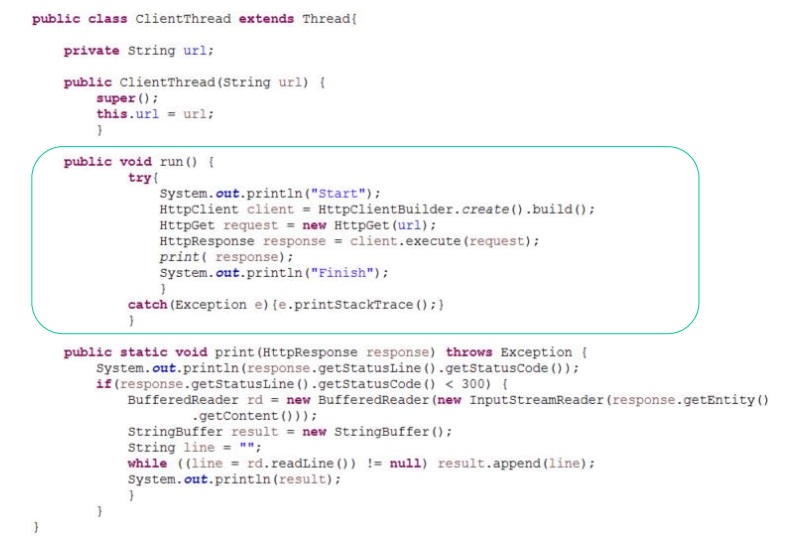 public class ClientThread extends Thread{
private String url;
public ClientThread(String url) {
super();
this.url = url;
}
public void run() {
try{
System.out.println("Start");
HttpClient client = HttpClientBuilder.create().build();
HttpGet request = new HttpGet(url);
HttpResponse response = client.execute(request);
print( response);
System.out.println("Finish");
}
catch(Exception e){e.printStackTrace();}
}
public static void print(HttpResponse response) throws Exception {
System.out.println(response.getStatusLine().getStatusCode());
if(response.getStatusLine().getStatusCode() < 300) {
BufferedReader rd = new BufferedReader(new InputStreamReader(response.getEntity()
.getContent()));
StringBuffer result = new StringBuffer();
String line = "";
while ((line = rd.readLine()) != null) result.append(line);
System.out.println(result);
}
}
}